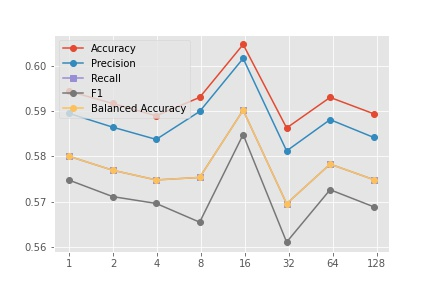 Accuracy
Precision
Recall
F1
Balanced Accuracy
0.60
0.59
0.58
0.57
0.56
1 2 4 8 16 32 64 128